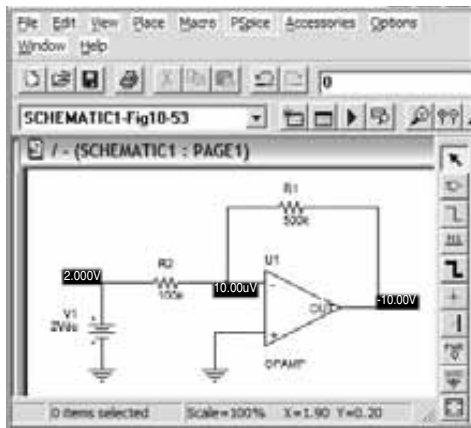 File Edit View Place Macro PSpice Accessories Options
Window Help
0
SCHEMATIC1-Fig10-53
/ - (SCHEMATIC1 : PAGE1)
R1
500k
U1
2.000V
R2
100k
10.00uV
-
OUT
-10.00V
V1
2Vdc
+
-
+
OPAMP
0 items selected Scale=100% X=1.90 Y=0.20